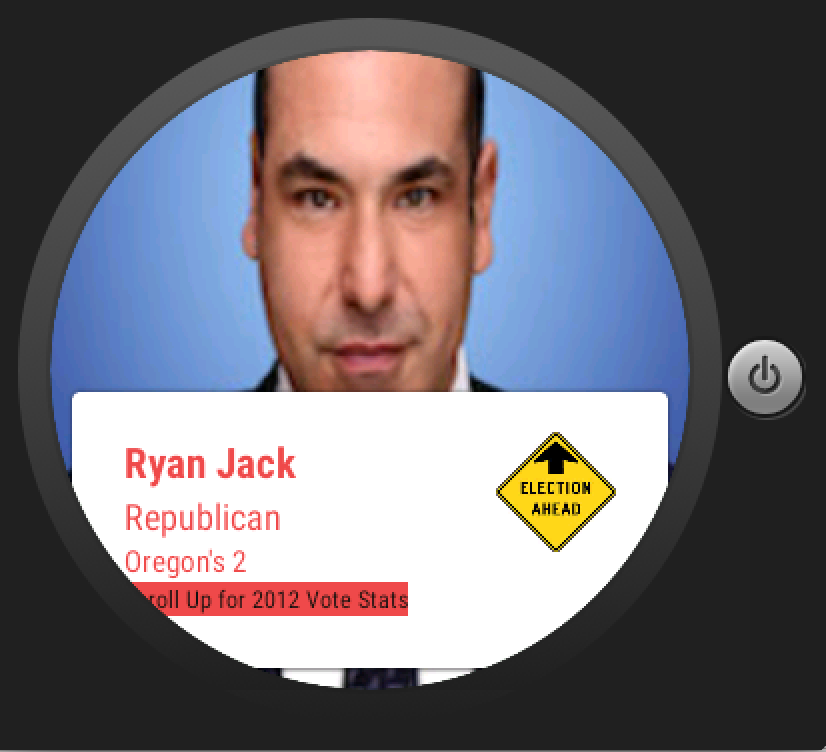 Ryan Jack
Republican
Oregon's 2
roll Up for 2012 Vote Stats
ELECTION
AHEAD